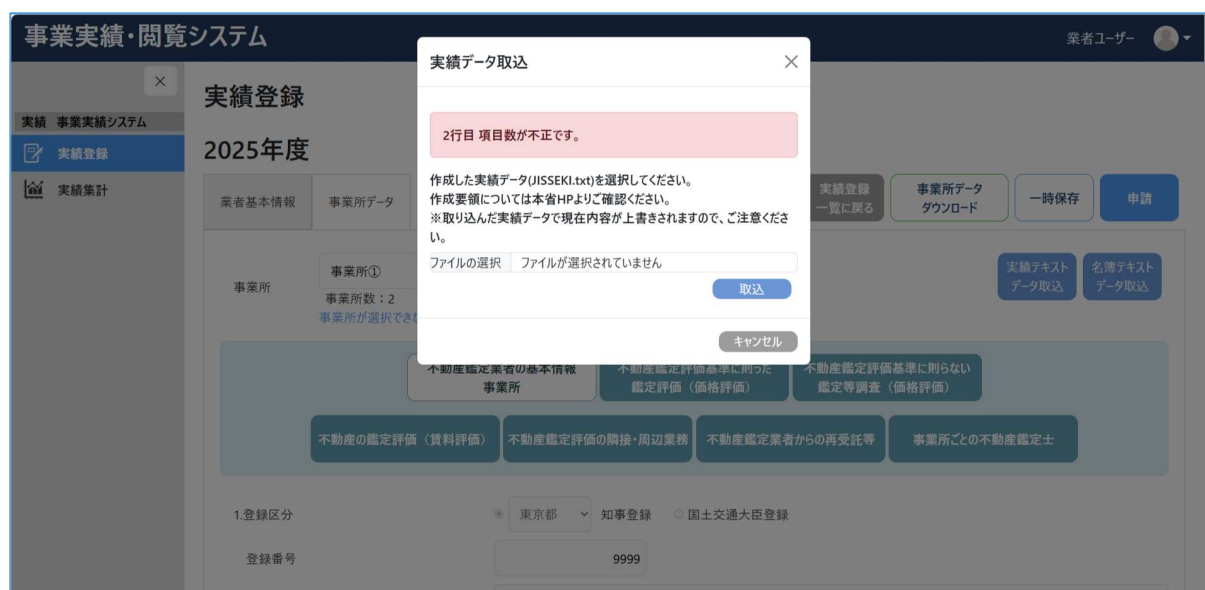 事業実績・閲覧システム
業者ユーザー
実績データ取込
2行目 項目数が不正です。
作成した実績データ(JISSEKI.txt)を選択してください。
作成要領については本省HPよりご確認ください。
※取り込んだ実績データで現在内容が上書きされますので、ご注意くださ
い。
ファイルの選択 ファイルが選択されていません
取込
キャンセル
実績 事業実績システム
実績登録
実績集計
実績登録
2025年度
業者基本情報
事業所データ
実績登録
一覧に戻る
事業所データ
ダウンロード
一時保存
申請
事業所
事業所①
事業所数:2
事業所が選択でき
実績テキスト
データ取込
名簿テキスト
データ取込
不動産鑑定業者の基本情報
事業所
不動産鑑定評価基準に則った
鑑定評価(価格評価)
不動産鑑定評価基準に則らない
鑑定等調査(価格評価)
不動産の鑑定評価(賃料評価)
不動産鑑定評価の隣接・周辺業務
不動産鑑定業者からの再受託等
事業所ごとの不動産鑑定士
1.登録区分
東京都 知事登録 国土交通大臣登録
登録番号
9999